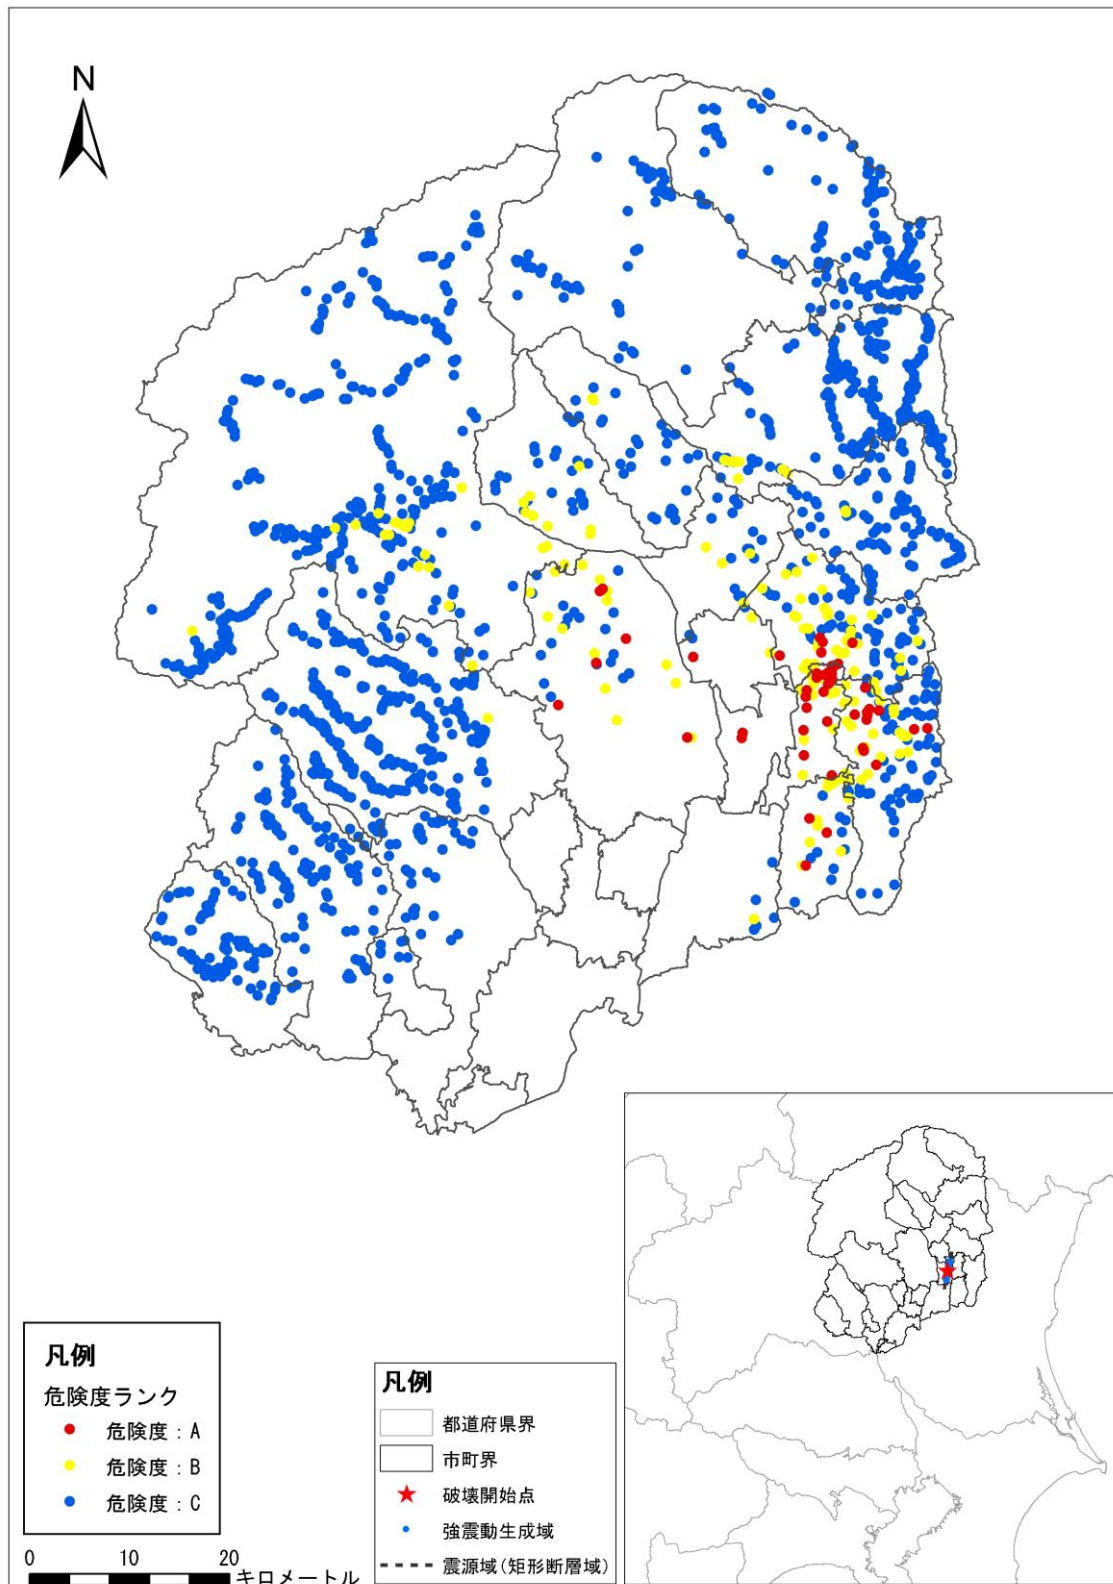 N
凡例
危険度ランク
危険度：A
危険度：B
危険度：C
0 10 20
キロメートル
凡例
都道府県界
市町界
破壊開始点
強震動生成域
震源域(矩形断層域)